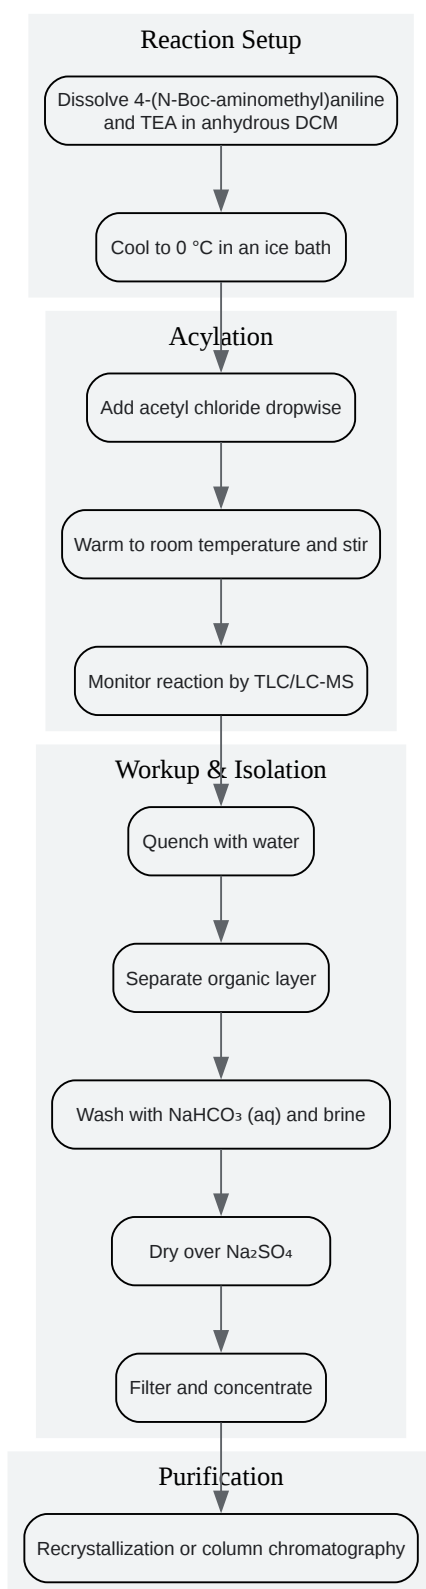 Reaction Setup
Dissolve 4-(N-Boc-aminomethyl)aniline
and TEA in anhydrous DCM
Cool to 0 °C in an ice bath
Acylation
Add acetyl chloride dropwise
Warm to room temperature and stir
Monitor reaction by TLC/LC-MS
Workup & Isolation
Quench with water
Separate organic layer
Wash with NaHCO₃ (aq) and brine
Dry over Na₂SO₄
Filter and concentrate
Purification
Recrystallization or column chromatography